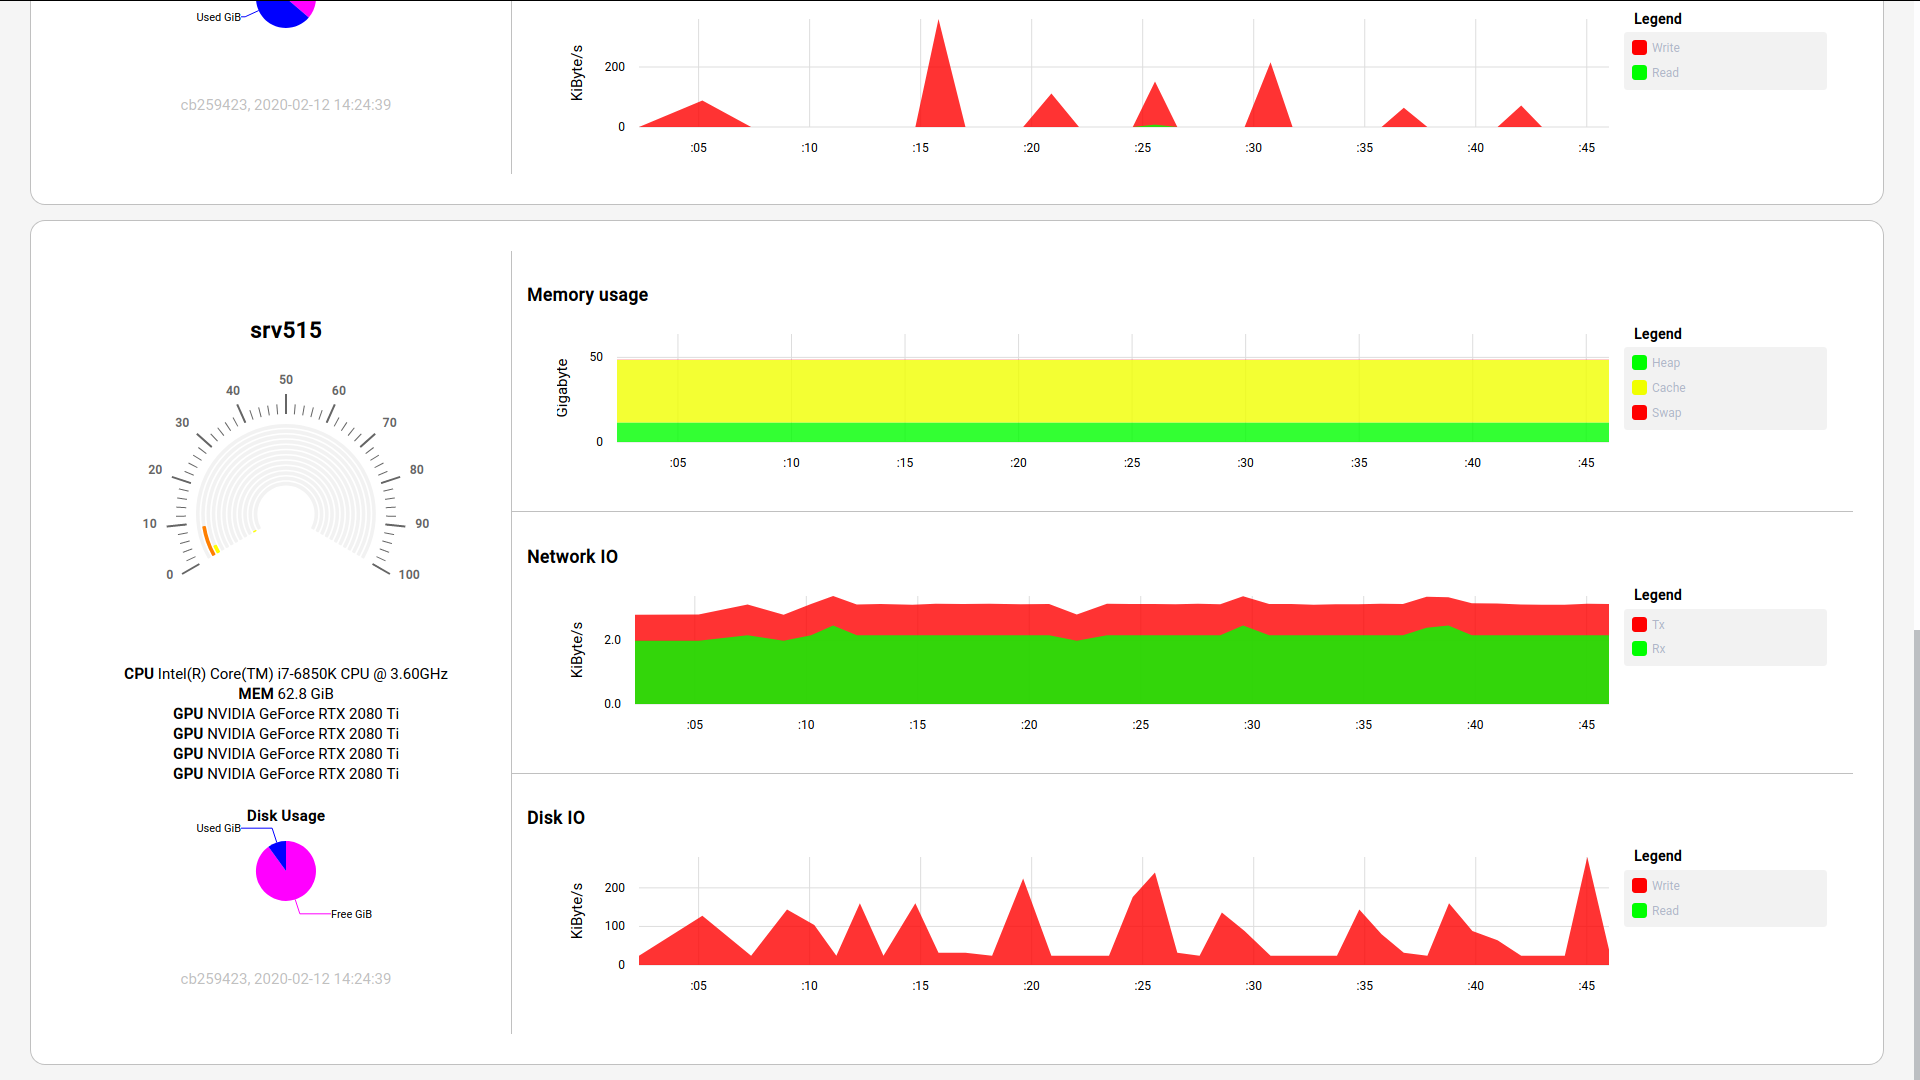 Used GiB
cb259423, 2020-02-12 14:24:39
KiByte/s
200
0
:05 :10 :15 :20 :25 :30 :35 :40 :45
Legend
Write
Read
srv515
0 10 20 30 40 50 60 70 80 90 100
CPU Intel(R) Core(TM) i7-6850K CPU @ 3.60GHz
MEM 62.8 GiB
GPU NVIDIA GeForce RTX 2080 Ti
GPU NVIDIA GeForce RTX 2080 Ti
GPU NVIDIA GeForce RTX 2080 Ti
GPU NVIDIA GeForce RTX 2080 Ti
Disk Usage
Used GiB
Free GiB
cb259423, 2020-02-12 14:24:39
Memory usage
Gigabyte
50
0
:05 :10 :15 :20 :25 :30 :35 :40 :45
Legend
Heap
Cache
Swap
Network IO
KiByte/s
2.0
0.0
:05 :10 :15 :20 :25 :30 :35 :40 :45
Legend
Tx
Rx
Disk IO
KiByte/s
200
100
0
:05 :10 :15 :20 :25 :30 :35 :40 :45
Legend
Write
Read